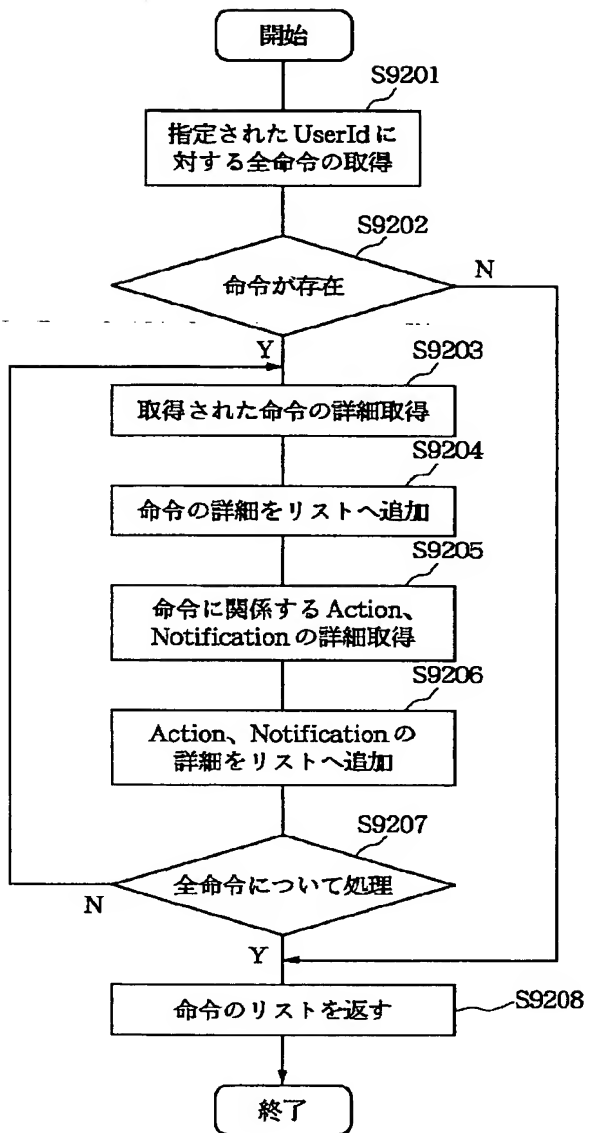 開始
S9201
指定されたUserIdに
対する全命令の取得
S9202
命令が存在
N
Y
S9203
取得された命令の詳細取得
S9204
命令の詳細をリストへ追加
S9205
命令に関係するAction、
Notificationの詳細取得
S9206
Action、Notificationの
詳細をリストへ追加
S9207
全命令について処理
N
Y
命令のリストを返す
S9208
終了